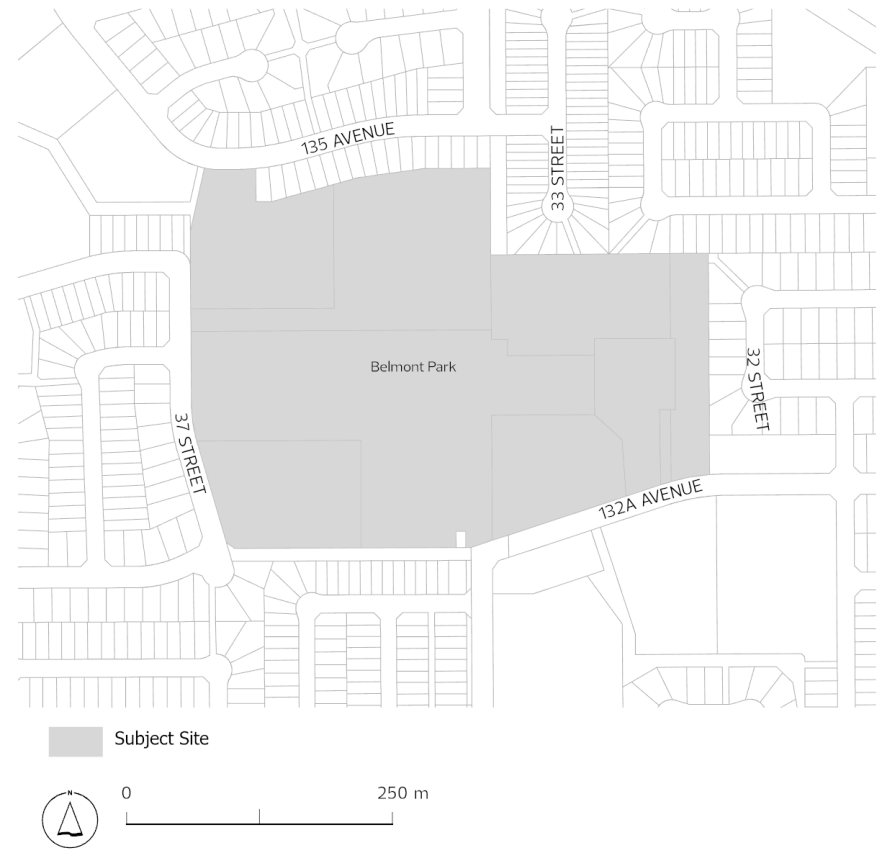 135 AVENUE
33 STREET
Belmont Park
32 STREET
37 STREET
132A AVENUE
Subject Site
N
0 250 m